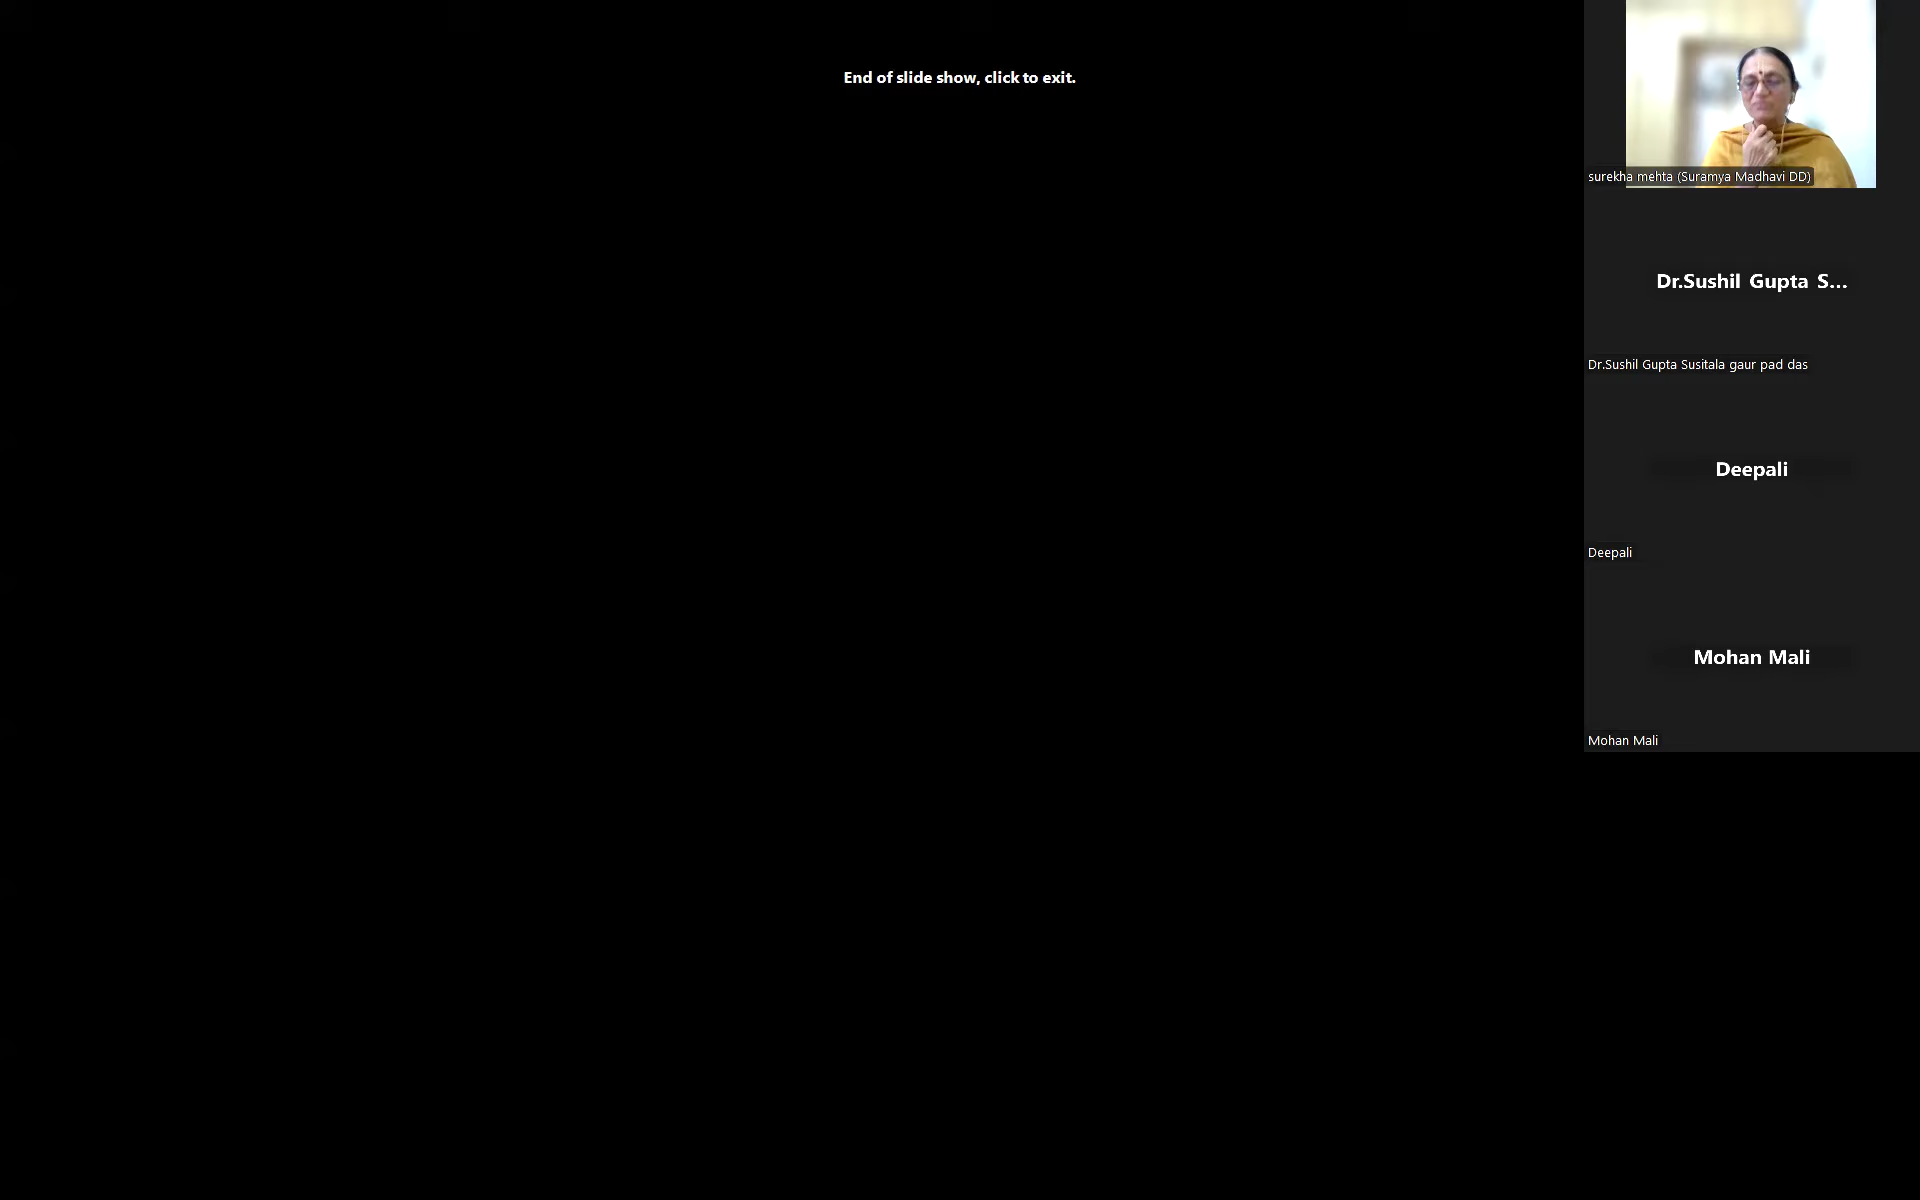 End of slide show, click to exit.
surekha mehta (Suramya Madhavi DD)
Dr.Sushil Gupta S...
Dr.Sushil Gupta Susitala gaur pad das
Deepali
Deepali
Mohan Mali
Mohan Mali